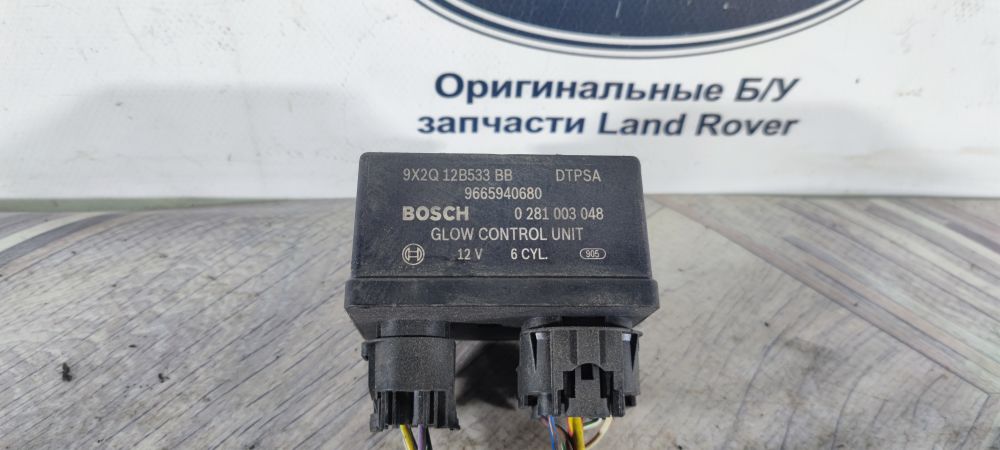 Оригинальные Б/У
запчасти Land Rover
9X2Q 12B533 BB DTPSA
9665940680
BOSCH 0 281 003 048
GLOW CONTROL UNIT
12 V 6 CYL. 905